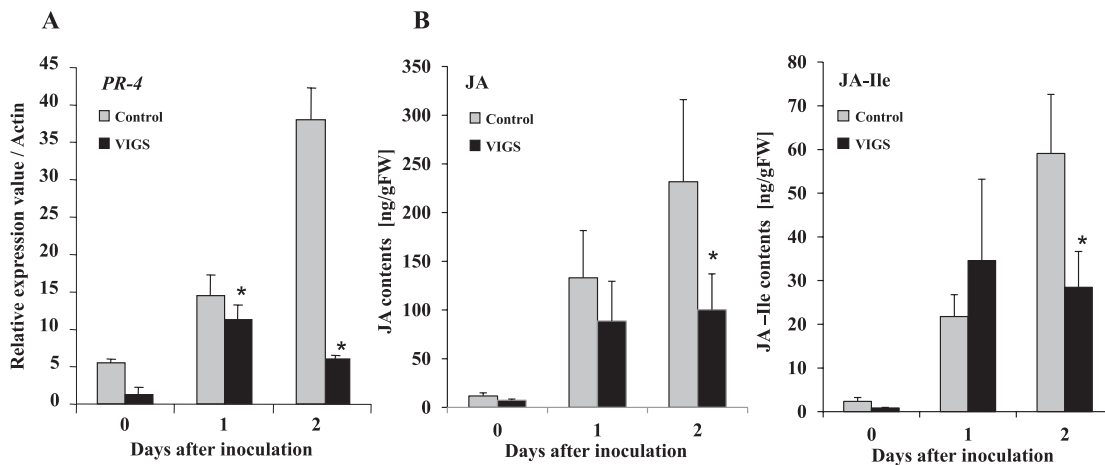 A
PR-4
Control
VIGS
Relative expression value / Actin
45
40
35
30
25
20
15
10
5
0
*
*
0 1 2
Days after inoculation
B
JA
Control
VIGS
JA contents [ng/gFW]
350
300
250
200
150
100
50
0
*
0 1 2
Days after inoculation
JA-Ile
Control
VIGS
JA–Ile contents [ng/gFW]
80
70
60
50
40
30
20
10
0
*
0 1 2
Days after inoculation